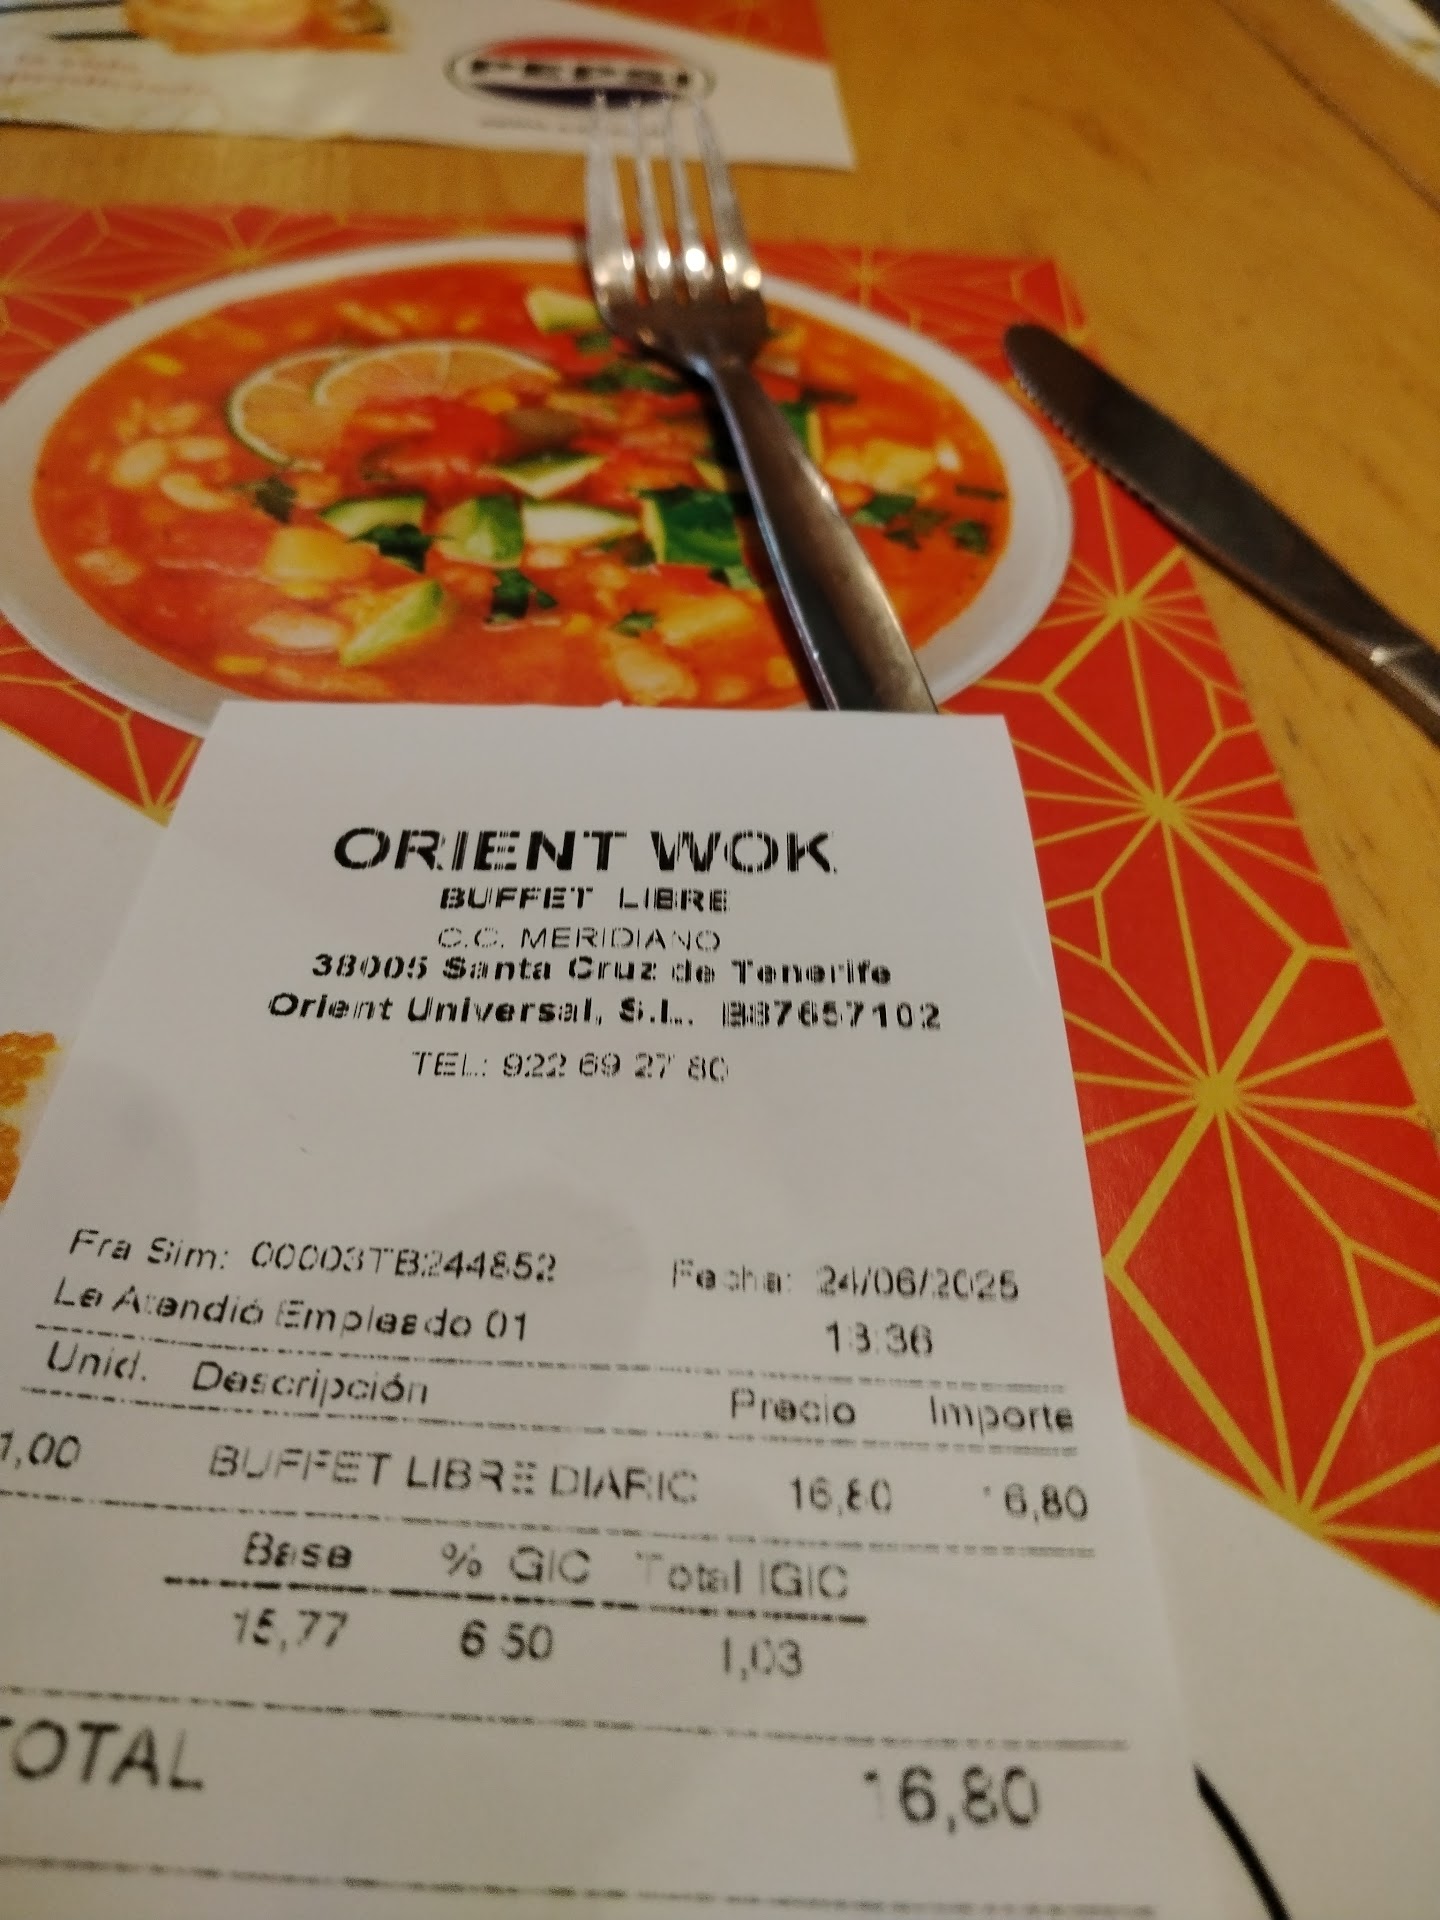 PEPSI
ORIENT WOK
BUFFET LIBRE
C.C. MERIDIANO
38005 Santa Cruz de Tenerife
Orient Universal, S.L. B87657102
TEL: 922 69 27 80
Fra Sim: 00003TB244852 Fecha: 24/06/2025
Le Atendió Empleado 01 13:36
Unid. Descripción Precio Importe
1,00 BUFFET LIBRE DIARIO 16,80 16,80
Base % GIC Total IGIC
15,77 6 50 1,03
TOTAL 16,80